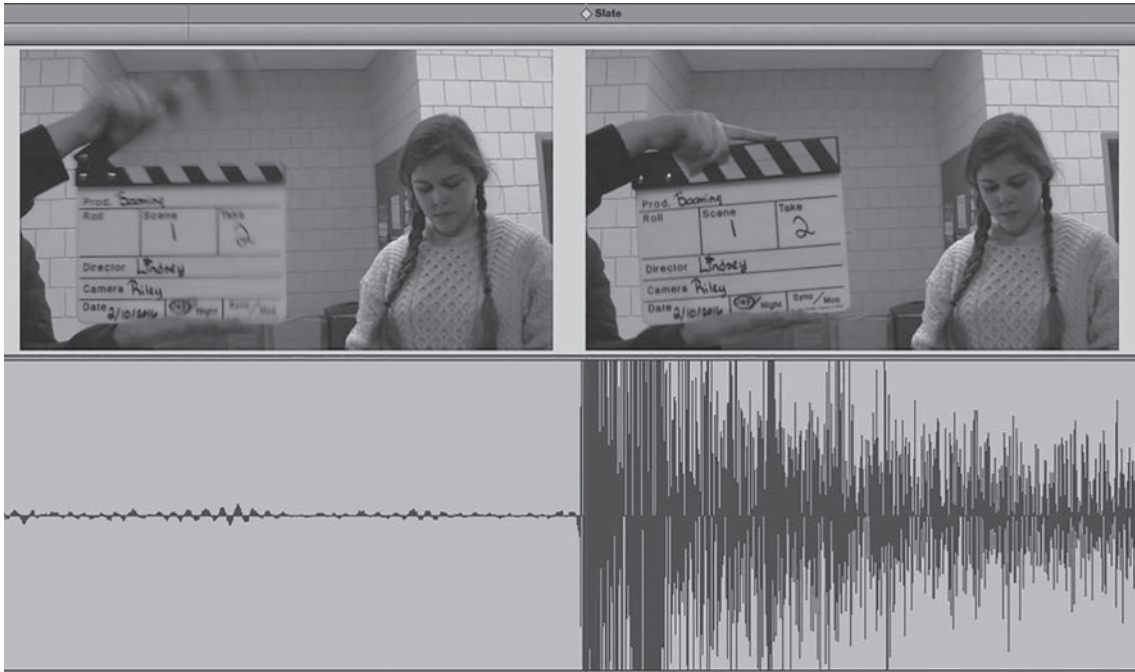 Slate
Prod. Booming
Roll Scene Take
1 2
Director Lindsey
Camera Riley
Date 2/10/2016 Day Night Sync/Mos
Prod. Booming
Roll Scene Take
1 2
Director Lindsey
Camera Riley
Date 2/10/2016 Day Night Sync/Mos